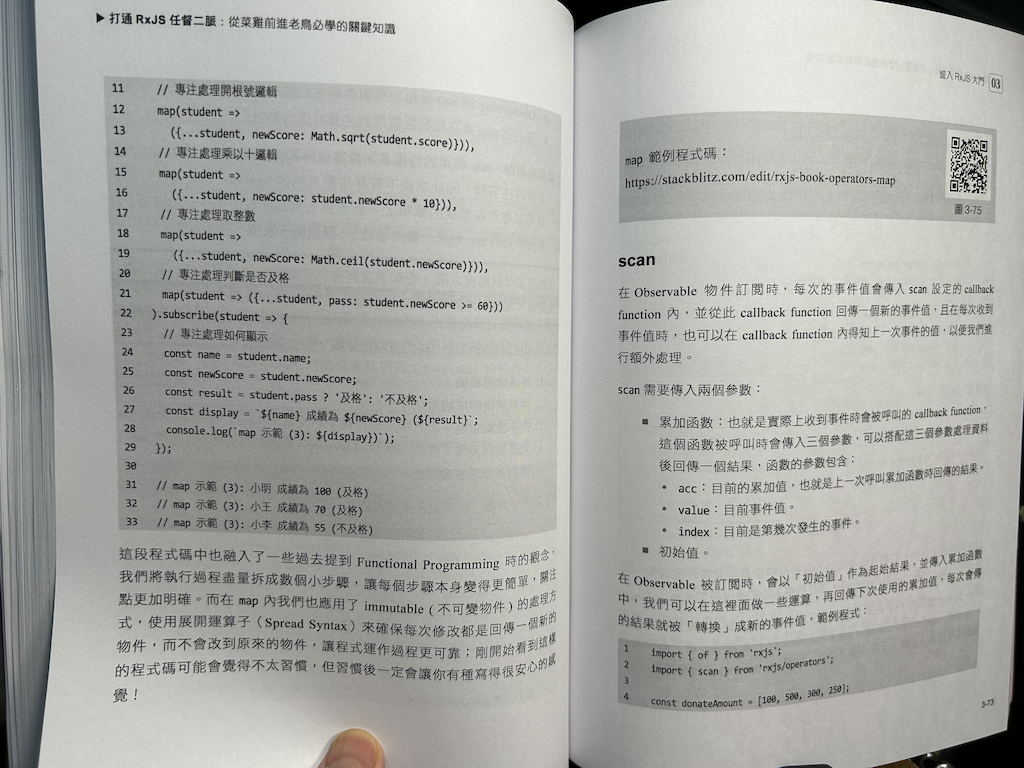 ▶ 打通 RxJS 任督二脈：從菜雞前進老鳥必學的關鍵知識
11 // 專注處理開根號邏輯
12 map(student =>
13 ({...student, newScore: Math.sqrt(student.score)})),
14 // 專注處理乘以十邏輯
15 map(student =>
16 ({...student, newScore: student.newScore * 10})),
17 // 專注處理取整數
18 map(student =>
19 ({...student, newScore: Math.ceil(student.newScore)})),
20 // 專注處理判斷是否及格
21 map(student => ({...student, pass: student.newScore >= 60}))
22 ).subscribe(student => {
23 // 專注處理如何顯示
24 const name = student.name;
25 const newScore = student.newScore;
26 const result = student.pass ? '及格': '不及格';
27 const display = `${name} 成績為 ${newScore} (${result}`;
28 console.log(`map 示範 (3): ${display})`);
29 });
30
31 // map 示範 (3): 小明 成績為 100 (及格)
32 // map 示範 (3): 小王 成績為 70 (及格)
33 // map 示範 (3): 小李 成績為 55 (不及格)
這段程式碼中也融入了一些過去提到 Functional Programming 時的觀念，
我們將執行過程盡量拆成數個小步驟，讓每個步驟本身變得更簡單，關注
點更加明確。而在 map 內我們也應用了 immutable（不可變物件）的處理方
式，使用展開運算子（Spread Syntax）來確保每次修改都是回傳一個新的
物件，而不會改到原來的物件，讓程式運作過程更可靠；剛開始看到這樣
的程式碼可能會覺得不太習慣，但習慣後一定會讓你有種寫得很安心的感
覺！
進入 RxJS 大門 03
map 範例程式碼：
https://stackblitz.com/edit/rxjs-book-operators-map
圖 3-75
scan
在 Observable 物件訂閱時，每次的事件值會傳入 scan 設定的 callback
function 內，並從此 callback function 回傳一個新的事件值，且在每次收到
事件值時，也可以在 callback function 內得知上一次事件的值，以便我們進
行額外處理。
scan 需要傳入兩個參數：
■ 累加函數：也就是實際上收到事件時會被呼叫的 callback function，
這個函數被呼叫時會傳入三個參數，可以搭配這三個參數處理資料
後回傳一個結果，函數的參數包含：
• acc：目前的累加值，也就是上一次呼叫累加函數時回傳的結果。
• value：目前事件值。
• index：目前是第幾次發生的事件。
■ 初始值。
在 Observable 被訂閱時，會以「初始值」作為起始結果，並傳入累加函數
中，我們可以在這裡面做一些運算，再回傳下次使用的累加值，每次會傳
的結果就被「轉換」成新的事件值，範例程式：
1 import { of } from 'rxjs';
2 import { scan } from 'rxjs/operators';
3
4 const donateAmount = [100, 500, 300, 250];
3-73